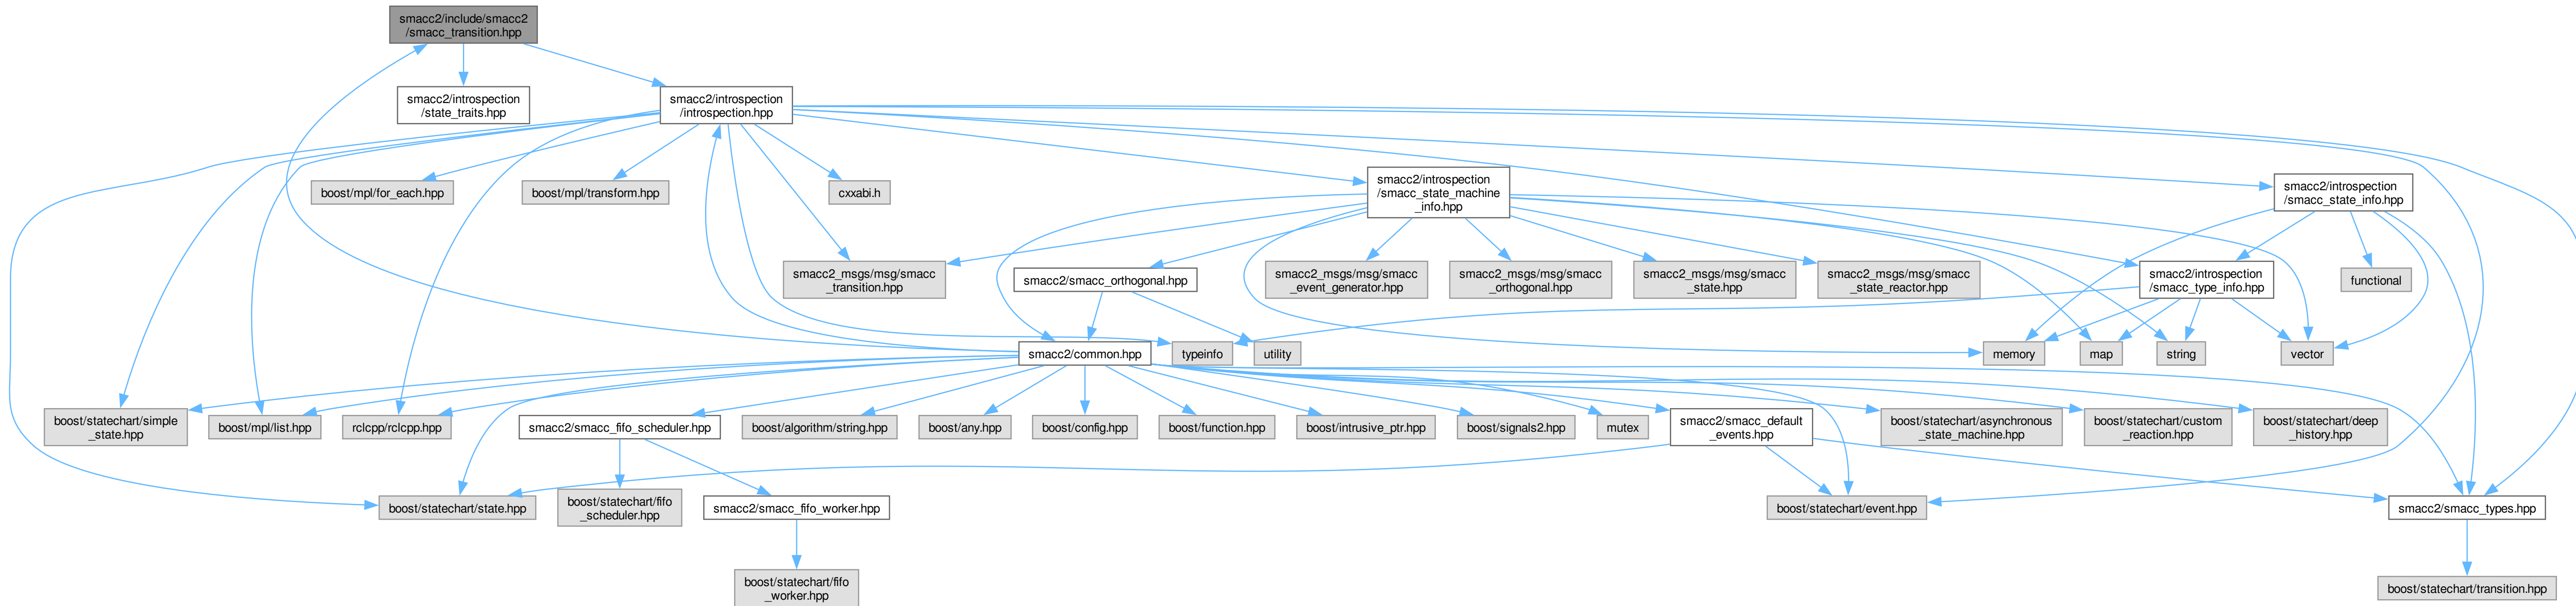 smacc2/include/smacc2
/smacc_transition.hpp
smacc2/introspection
/state_traits.hpp
smacc2/introspection
/introspection.hpp
boost/mpl/for_each.hpp
boost/mpl/transform.hpp
cxxabi.h
smacc2/introspection
/smacc_state_machine
_info.hpp
smacc2/introspection
/smacc_state_info.hpp
smacc2_msgs/msg/smacc
_transition.hpp
smacc2/smacc_orthogonal.hpp
smacc2_msgs/msg/smacc
_event_generator.hpp
smacc2_msgs/msg/smacc
_orthogonal.hpp
smacc2_msgs/msg/smacc
_state.hpp
smacc2_msgs/msg/smacc
_state_reactor.hpp
smacc2/introspection
/smacc_type_info.hpp
functional
smacc2/common.hpp
typeinfo
utility
memory
map
string
vector
boost/statechart/simple
_state.hpp
boost/mpl/list.hpp
rclcpp/rclcpp.hpp
smacc2/smacc_fifo_scheduler.hpp
boost/algorithm/string.hpp
boost/any.hpp
boost/config.hpp
boost/function.hpp
boost/intrusive_ptr.hpp
boost/signals2.hpp
mutex
smacc2/smacc_default
_events.hpp
boost/statechart/asynchronous
_state_machine.hpp
boost/statechart/custom
_reaction.hpp
boost/statechart/deep
_history.hpp
boost/statechart/state.hpp
boost/statechart/fifo
_scheduler.hpp
smacc2/smacc_fifo_worker.hpp
boost/statechart/event.hpp
smacc2/smacc_types.hpp
boost/statechart/fifo
_worker.hpp
boost/statechart/transition.hpp